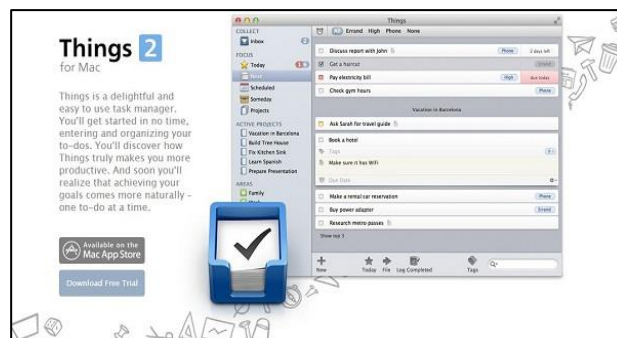 Things 2
for Mac
Things is a delightful and
easy to use task manager.
You'll get started in no time,
entering and organizing your
to-dos. You'll discover how
Things truly makes you more
productive. And soon you'll
realize that achieving your
goals comes more naturally -
one to-do at a time.
Available on the
Mac App Store
Download Free Trial
Things
COLLECT
Inbox
FOCUS
Today
Next
Scheduled
Someday
Projects
ACTIVE PROJECTS
Vacation in Barcelona
Build Tree House
Fix Kitchen Sink
Learn Spanish
Prepare Presentation
AREAS
Family
All Errand High Phone None
Discuss report with John Phone 2 days left
Get a haircut Errand
Pay electricity bill High due today
Check gym hours Phone
Vacation in Barcelona
Ask Sarah for travel guide
Book a hotel
Tags
Make sure it has WiFi
Due Date
Make a rental car reservation Phone
Buy power adapter Errand
Research metro passes
Show top 3
New Today File Log Completed Tags